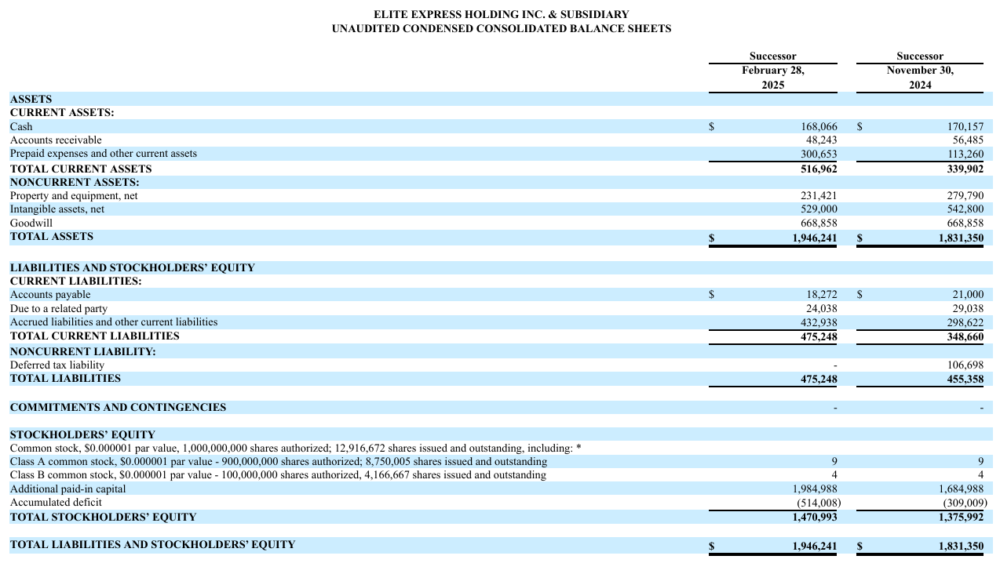 ELITE EXPRESS HOLDING INC. & SUBSIDIARY
UNAUDITED CONDENSED CONSOLIDATED BALANCE SHEETS
Successor Successor
February 28, November 30,
2025 2024
ASSETS
CURRENT ASSETS:
Cash $ 168,066 $ 170,157
Accounts receivable 48,243 56,485
Prepaid expenses and other current assets 300,653 113,260
TOTAL CURRENT ASSETS 516,962 339,902
NONCURRENT ASSETS:
Property and equipment, net 231,421 279,790
Intangible assets, net 529,000 542,800
Goodwill 668,858 668,858
TOTAL ASSETS $ 1,946,241 $ 1,831,350
LIABILITIES AND STOCKHOLDERS’ EQUITY
CURRENT LIABILITIES:
Accounts payable $ 18,272 $ 21,000
Due to a related party 24,038 29,038
Accrued liabilities and other current liabilities 432,938 298,622
TOTAL CURRENT LIABILITIES 475,248 348,660
NONCURRENT LIABILITY:
Deferred tax liability - 106,698
TOTAL LIABILITIES 475,248 455,358
COMMITMENTS AND CONTINGENCIES - -
STOCKHOLDERS’ EQUITY
Common stock, $0.000001 par value, 1,000,000,000 shares authorized; 12,916,672 shares issued and outstanding, including: *
Class A common stock, $0.000001 par value - 900,000,000 shares authorized; 8,750,005 shares issued and outstanding 9 9
Class B common stock, $0.000001 par value - 100,000,000 shares authorized, 4,166,667 shares issued and outstanding 4 4
Additional paid-in capital 1,984,988 1,684,988
Accumulated deficit (514,008) (309,009)
TOTAL STOCKHOLDERS’ EQUITY 1,470,993 1,375,992
TOTAL LIABILITIES AND STOCKHOLDERS’ EQUITY $ 1,946,241 $ 1,831,350